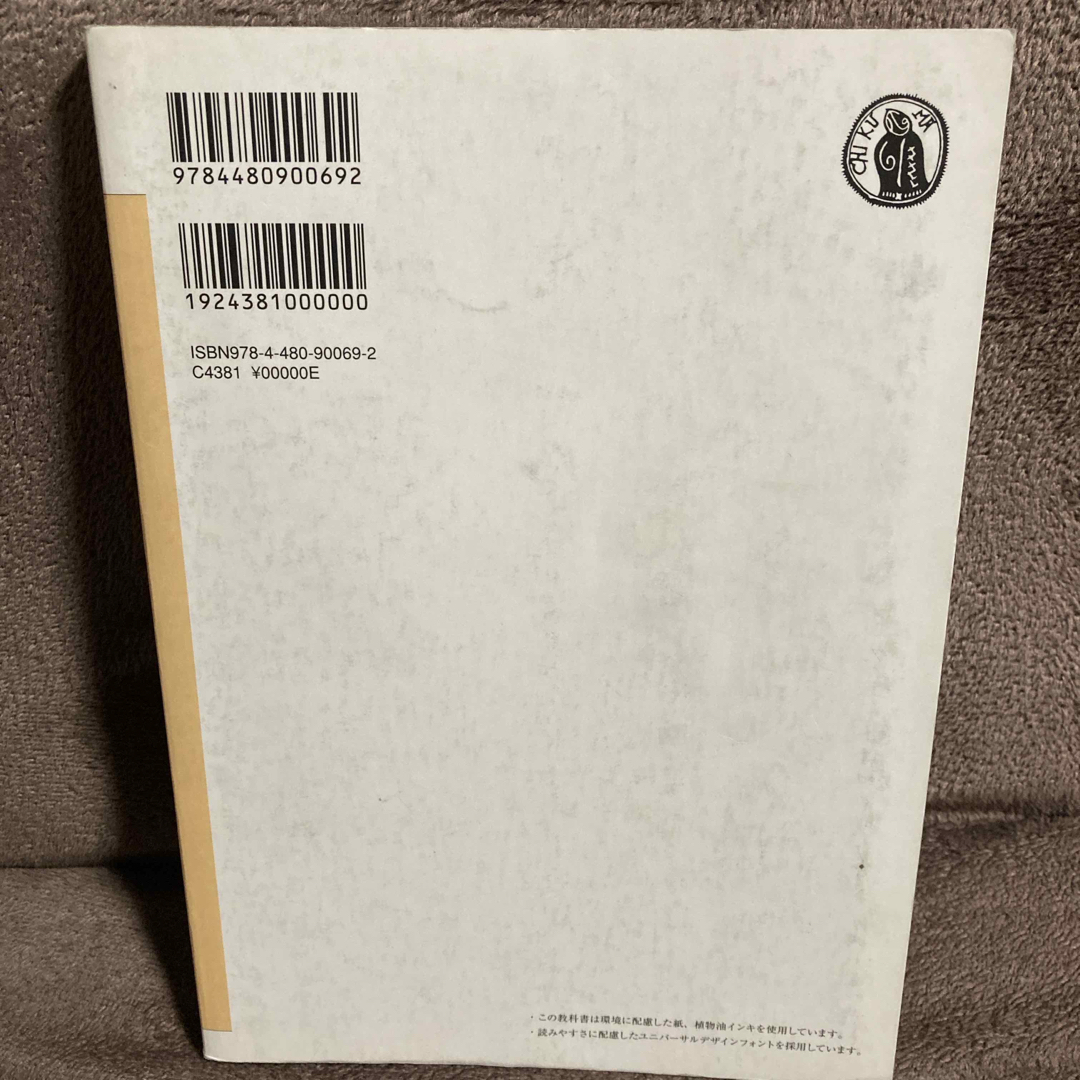 9784480900692
CHIKUMA
1924381000000
ISBN978-4-480-90069-2
C4381 ¥00000E
・この教科書は環境に配慮した紙、植物油インキを使用しています。
・読みやすさに配慮したユニバーサルデザインフォントを採用しています。